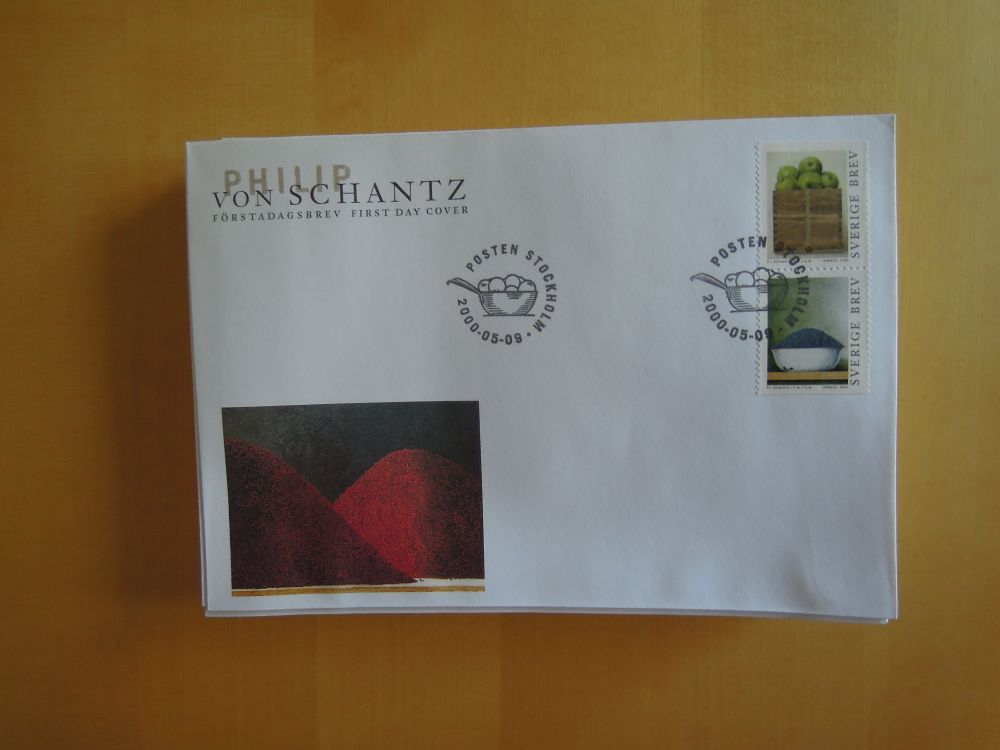 PHILIP
VON SCHANTZ
FÖRSTADAGSBREV FIRST DAY COVER
POSTEN STOCKHOLM
2000-05-09
POSTEN STOCKHOLM
2000-05-09
SVERIGE BREV
SVERIGE BREV